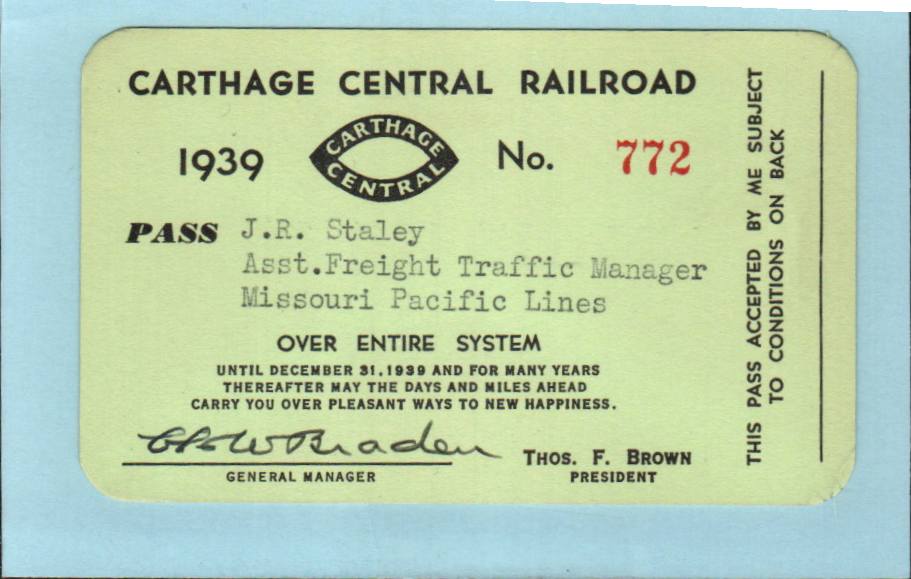 CARTHAGE CENTRAL RAILROAD
1939
CARTHAGE
CENTRAL
No. 772
PASS J.R. Staley
Asst.Freight Traffic Manager
Missouri Pacific Lines
OVER ENTIRE SYSTEM
UNTIL DECEMBER 31, 1939 AND FOR MANY YEARS
THEREAFTER MAY THE DAYS AND MILES AHEAD
CARRY YOU OVER PLEASANT WAYS TO NEW HAPPINESS.
Braden
GENERAL MANAGER
THOS. F. BROWN
PRESIDENT
THIS PASS ACCEPTED BY ME SUBJECT
TO CONDITIONS ON BACK